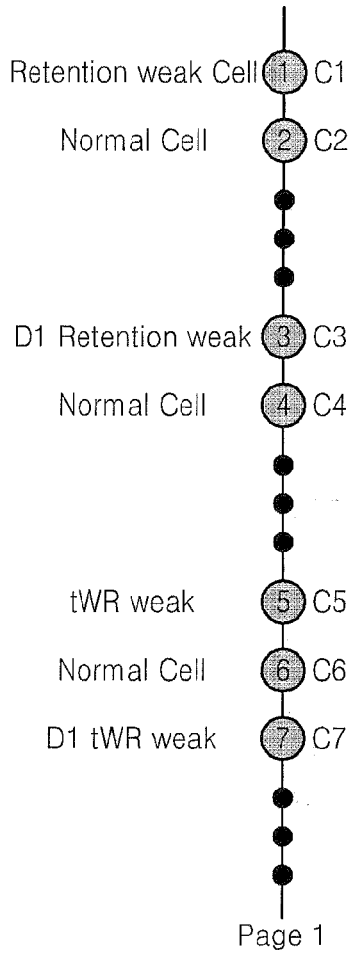 Retention weak Cell 1 C1
Normal Cell 2 C2
D1 Retention weak 3 C3
Normal Cell 4 C4
tWR weak 5 C5
Normal Cell 6 C6
D1 tWR weak 7 C7
Page 1